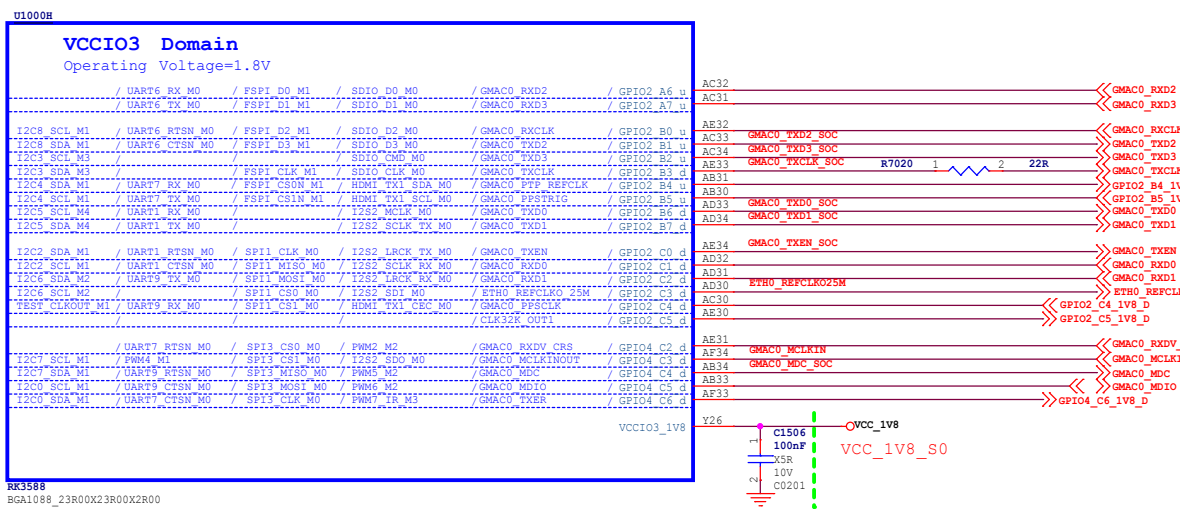 U1000H
VCCIO3 Domain
Operating Voltage=1.8V
/ UART6_RX_M0 / FSPI_D0_M1 / SDIO_D0_M0 /GMAC0_RXD2 / GPIO2_A6_u AC32 GMAC0_RXD2
/ UART6_TX_M0 / FSPI_D1_M1 / SDIO_D1_M0 /GMAC0_RXD3 / GPIO2_A7_u AC31 GMAC0_RXD3
I2C8_SCL_M1 / UART6_RTSN_M0 / FSPI_D2_M1 / SDIO_D2_M0 /GMAC0_RXCLK / GPIO2_B0_u AE32 GMAC0_RXCLK
I2C8_SDA_M1 / UART6_CTSN_M0 / FSPI_D3_M1 / SDIO_D3_M0 /GMAC0_TXD2 / GPIO2_B1_u AC33 GMAC0_TXD2_SOC GMAC0_TXD2
I2C3_SCL_M3 / / SDIO_CMD_M0 /GMAC0_TXD3 / GPIO2_B2_u AC34 GMAC0_TXD3_SOC GMAC0_TXD3
I2C3_SDA_M3 / / FSPI_CLK_M1 / SDIO_CLK_M0 /GMAC0_TXCLK / GPIO2_B3_d AE33 GMAC0_TXCLK_SOC R7020 1 2 22R GMAC0_TXCLK
I2C4_SDA_M1 / UART7_RX_M0 / FSPI_CS0N_M1 / HDMI_TX1_SDA_M0 /GMAC0_PTP_REFCLK / GPIO2_B4_u AB31 GPIO2_B4_1V
I2C4_SCL_M1 / UART7_TX_M0 / FSPI_CS1N_M1 / HDMI_TX1_SCL_M0 /GMAC0_PPSTRIG / GPIO2_B5_u AB30 GPIO2_B5_1V
I2C5_SCL_M4 / UART1_RX_M0 / / I2S2_MCLK_M0 /GMAC0_TXD0 / GPIO2_B6_d AD33 GMAC0_TXD0_SOC GMAC0_TXD0
I2C5_SDA_M4 / UART1_TX_M0 / / I2S2_SCLK_TX_M0 /GMAC0_TXD1 / GPIO2_B7_d AD34 GMAC0_TXD1_SOC GMAC0_TXD1
I2C2_SDA_M1 / UART1_RTSN_M0 / SPI1_CLK_M0 / I2S2_LRCK_TX_M0 /GMAC0_TXEN / GPIO2_C0_d AE34 GMAC0_TXEN_SOC GMAC0_TXEN
I2C2_SCL_M1 / UART1_CTSN_M0 / SPI1_MISO_M0 / I2S2_SCLK_RX_M0 /GMAC0_RXD0 / GPIO2_C1_d AD32 GMAC0_RXD0
I2C6_SDA_M2 / UART9_TX_M0 / SPI1_MOSI_M0 / I2S2_LRCK_RX_M0 /GMAC0_RXD1 / GPIO2_C2_d AD31 GMAC0_RXD1
I2C6_SCL_M2 / / SPI1_CS0_M0 / I2S2_SDI_M0 /ETH0_REFCLKO_25M / GPIO2_C3_d AD30 ETH0_REFCLKO25M ETH0_REFCLK
TEST_CLKOUT_M1 / UART9_RX_M0 / SPI1_CS1_M0 / HDMI_TX1_CEC_M0 /GMAC0_PPSCLK / GPIO2_C4_d AC30 GPIO2_C4_1V8_D
/ / / /CLK32K_OUT1 / GPIO2_C5_d AE30 GPIO2_C5_1V8_D
/UART7_RTSN_M0 / SPI3_CS0_M0 / PWM2_M2 /GMAC0_RXDV_CRS / GPIO4_C2_d AE31 GMAC0_RXDV_
I2C7_SCL_M1 /PWM4_M1 / SPI3_CS1_M0 / I2S2_SDO_M0 /GMAC0_MCLKINOUT / GPIO4_C3_d AF34 GMAC0_MCLKIN GMAC0_MCLKI
I2C7_SDA_M1 / UART9_RTSN_M0 / SPI3_MISO_M0 / PWM5_M2 /GMAC0_MDC / GPIO4_C4_d AB34 GMAC0_MDC_SOC GMAC0_MDC
I2C0_SCL_M1 / UART9_CTSN_M0 / SPI3_MOSI_M0 / PWM6_M2 /GMAC0_MDIO / GPIO4_C5_d AB33 GMAC0_MDIO
I2C0_SDA_M1 / UART7_CTSN_M0 / SPI3_CLK_M0 / PWM7_IR_M3 /GMAC0_TXER / GPIO4_C6_d AF33 GPIO4_C6_1V8_D
VCCIO3_1V8 Y26 VCC_1V8
1 C1506
100nF VCC_1V8_S0
X5R
10V
2 C0201
RK3588
BGA1088_23R00X23R00X2R00